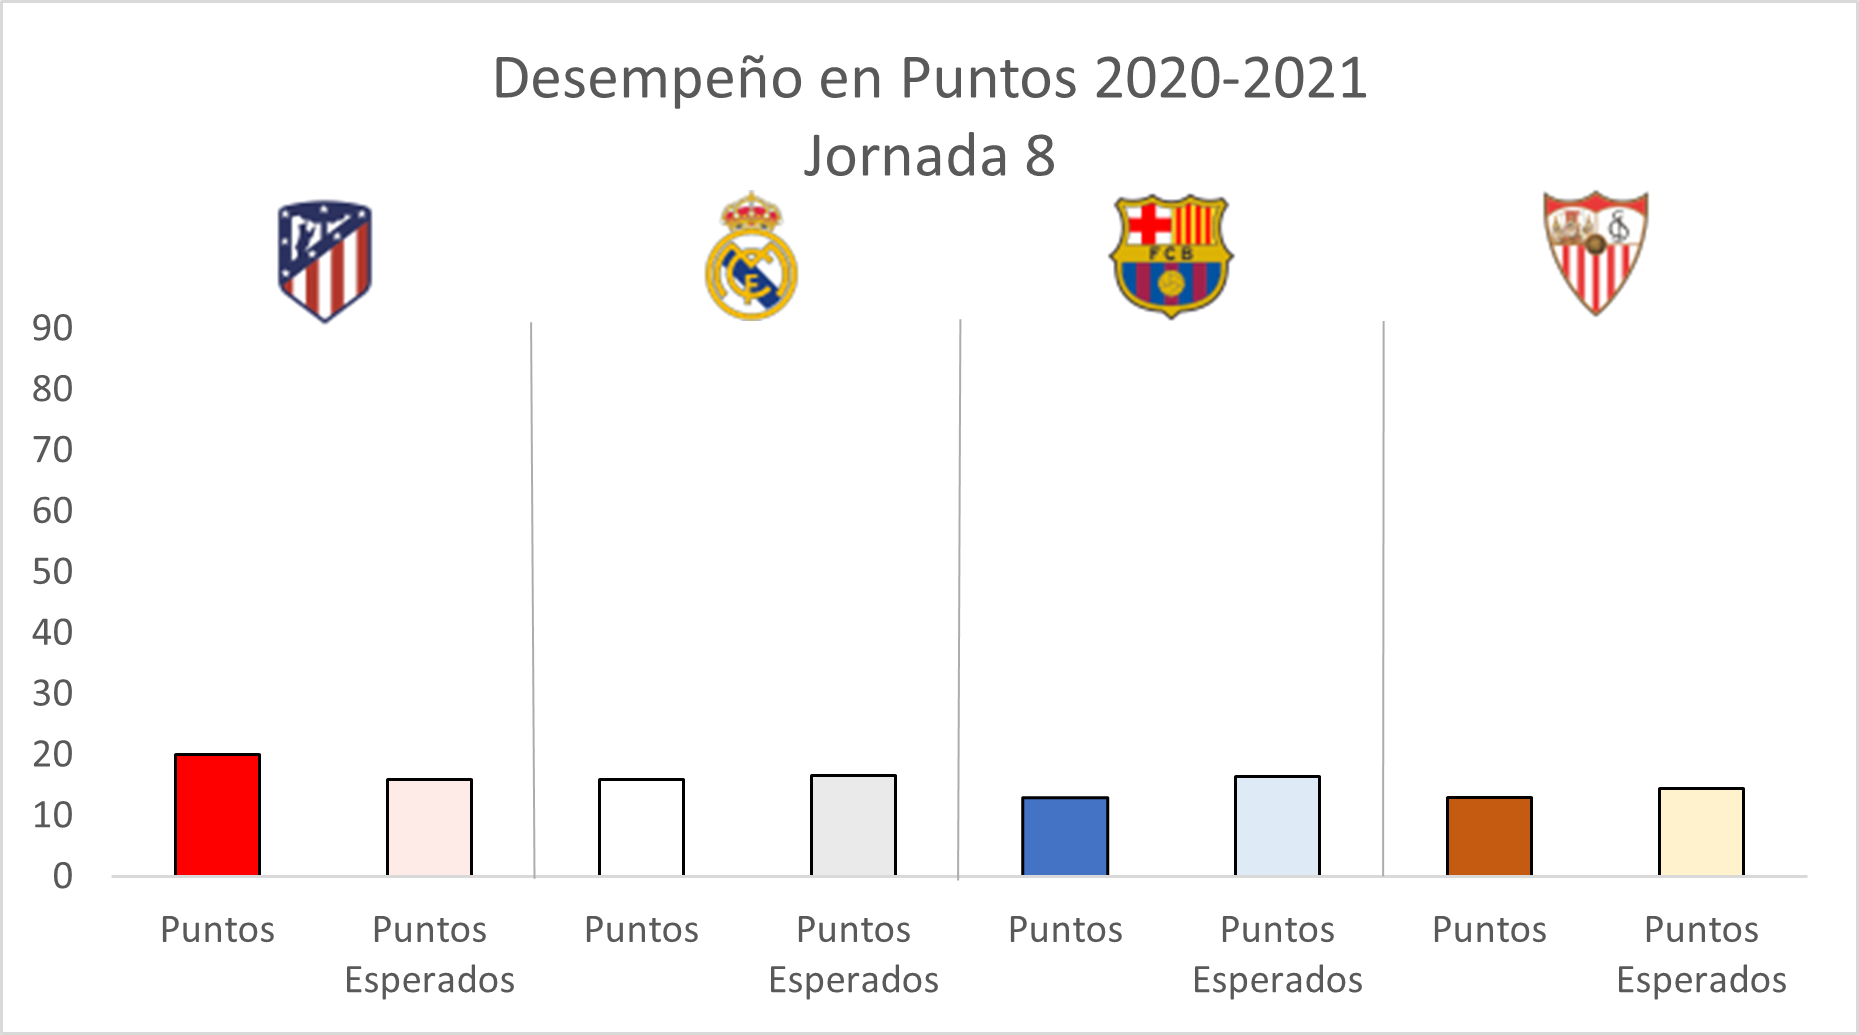 Desempeño en Puntos 2020-2021
Jornada 8
FCB
90
80
70
60
50
40
30
20
10
0
Puntos
Puntos
Esperados
Puntos
Puntos
Esperados
Puntos
Puntos
Esperados
Puntos
Puntos
Esperados